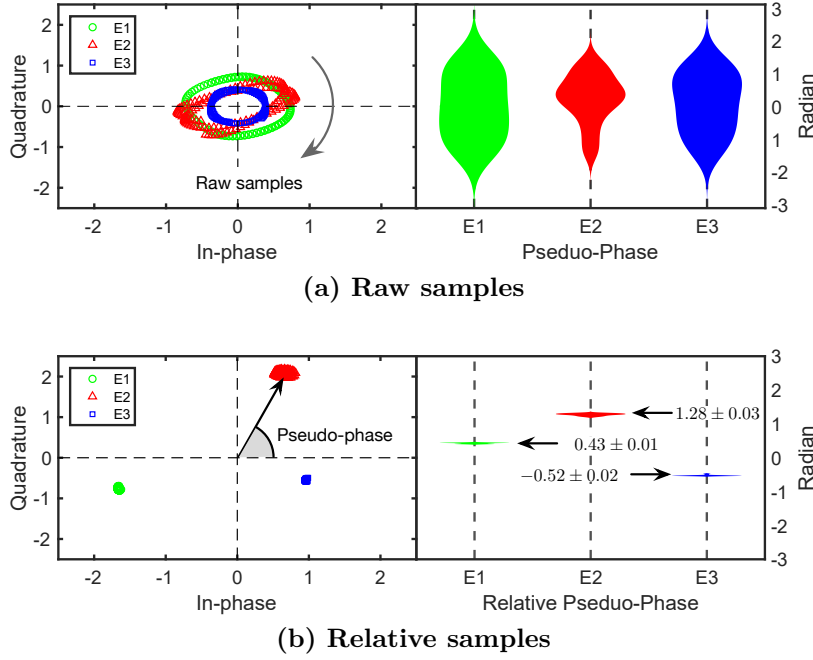 E1
E2
E3
Quadrature
2
1
0
-1
-2
Raw samples
-2
-1
0
1
2
In-phase
3
2
1
0
-1
-2
-3
Radian
E1
E2
E3
Pseduo-Phase
(a) Raw samples
E1
E2
E3
Quadrature
2
1
0
-1
-2
Pseudo-phase
-2
-1
0
1
2
In-phase
1.28 ± 0.03
0.43 ± 0.01
−0.52 ± 0.02
3
2
1
0
-1
-2
-3
Radian
E1
E2
E3
Relative Pseduo-Phase
(b) Relative samples